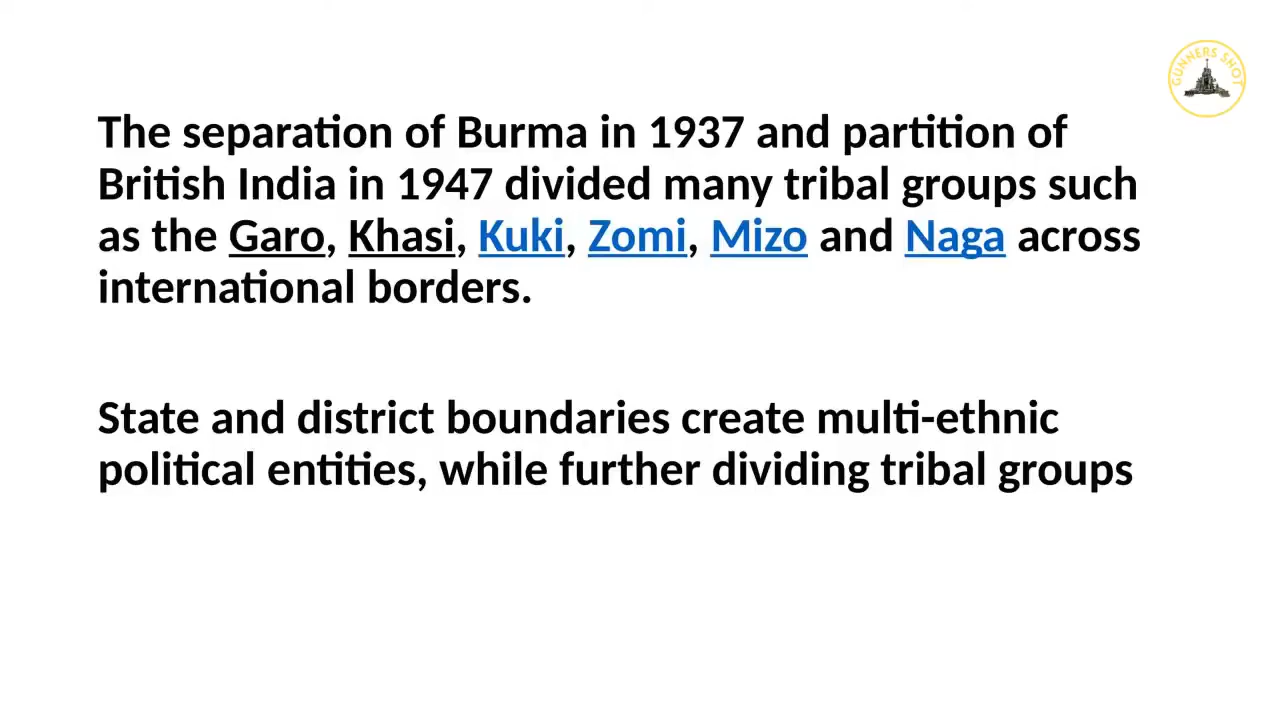 GUNNERS SHOT
The separation of Burma in 1937 and partition of
British India in 1947 divided many tribal groups such
as the Garo, Khasi, Kuki, Zomi, Mizo and Naga across
international borders.
State and district boundaries create multi-ethnic
political entities, while further dividing tribal groups